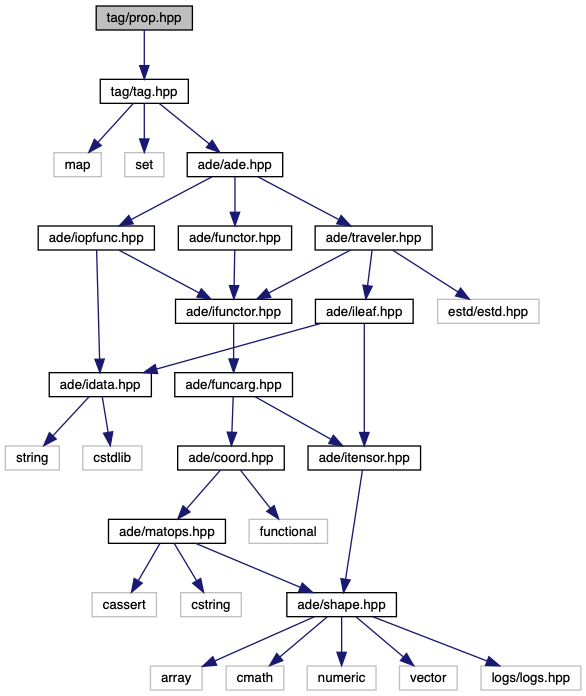 tag/prop.hpp
tag/tag.hpp
map
set
ade/ade.hpp
ade/iopfunc.hpp
ade/functor.hpp
ade/traveler.hpp
ade/ifunctor.hpp
ade/ileaf.hpp
estd/estd.hpp
ade/idata.hpp
ade/funcarg.hpp
string
cstdlib
ade/coord.hpp
ade/itensor.hpp
ade/matops.hpp
functional
cassert
cstring
ade/shape.hpp
array
cmath
numeric
vector
logs/logs.hpp